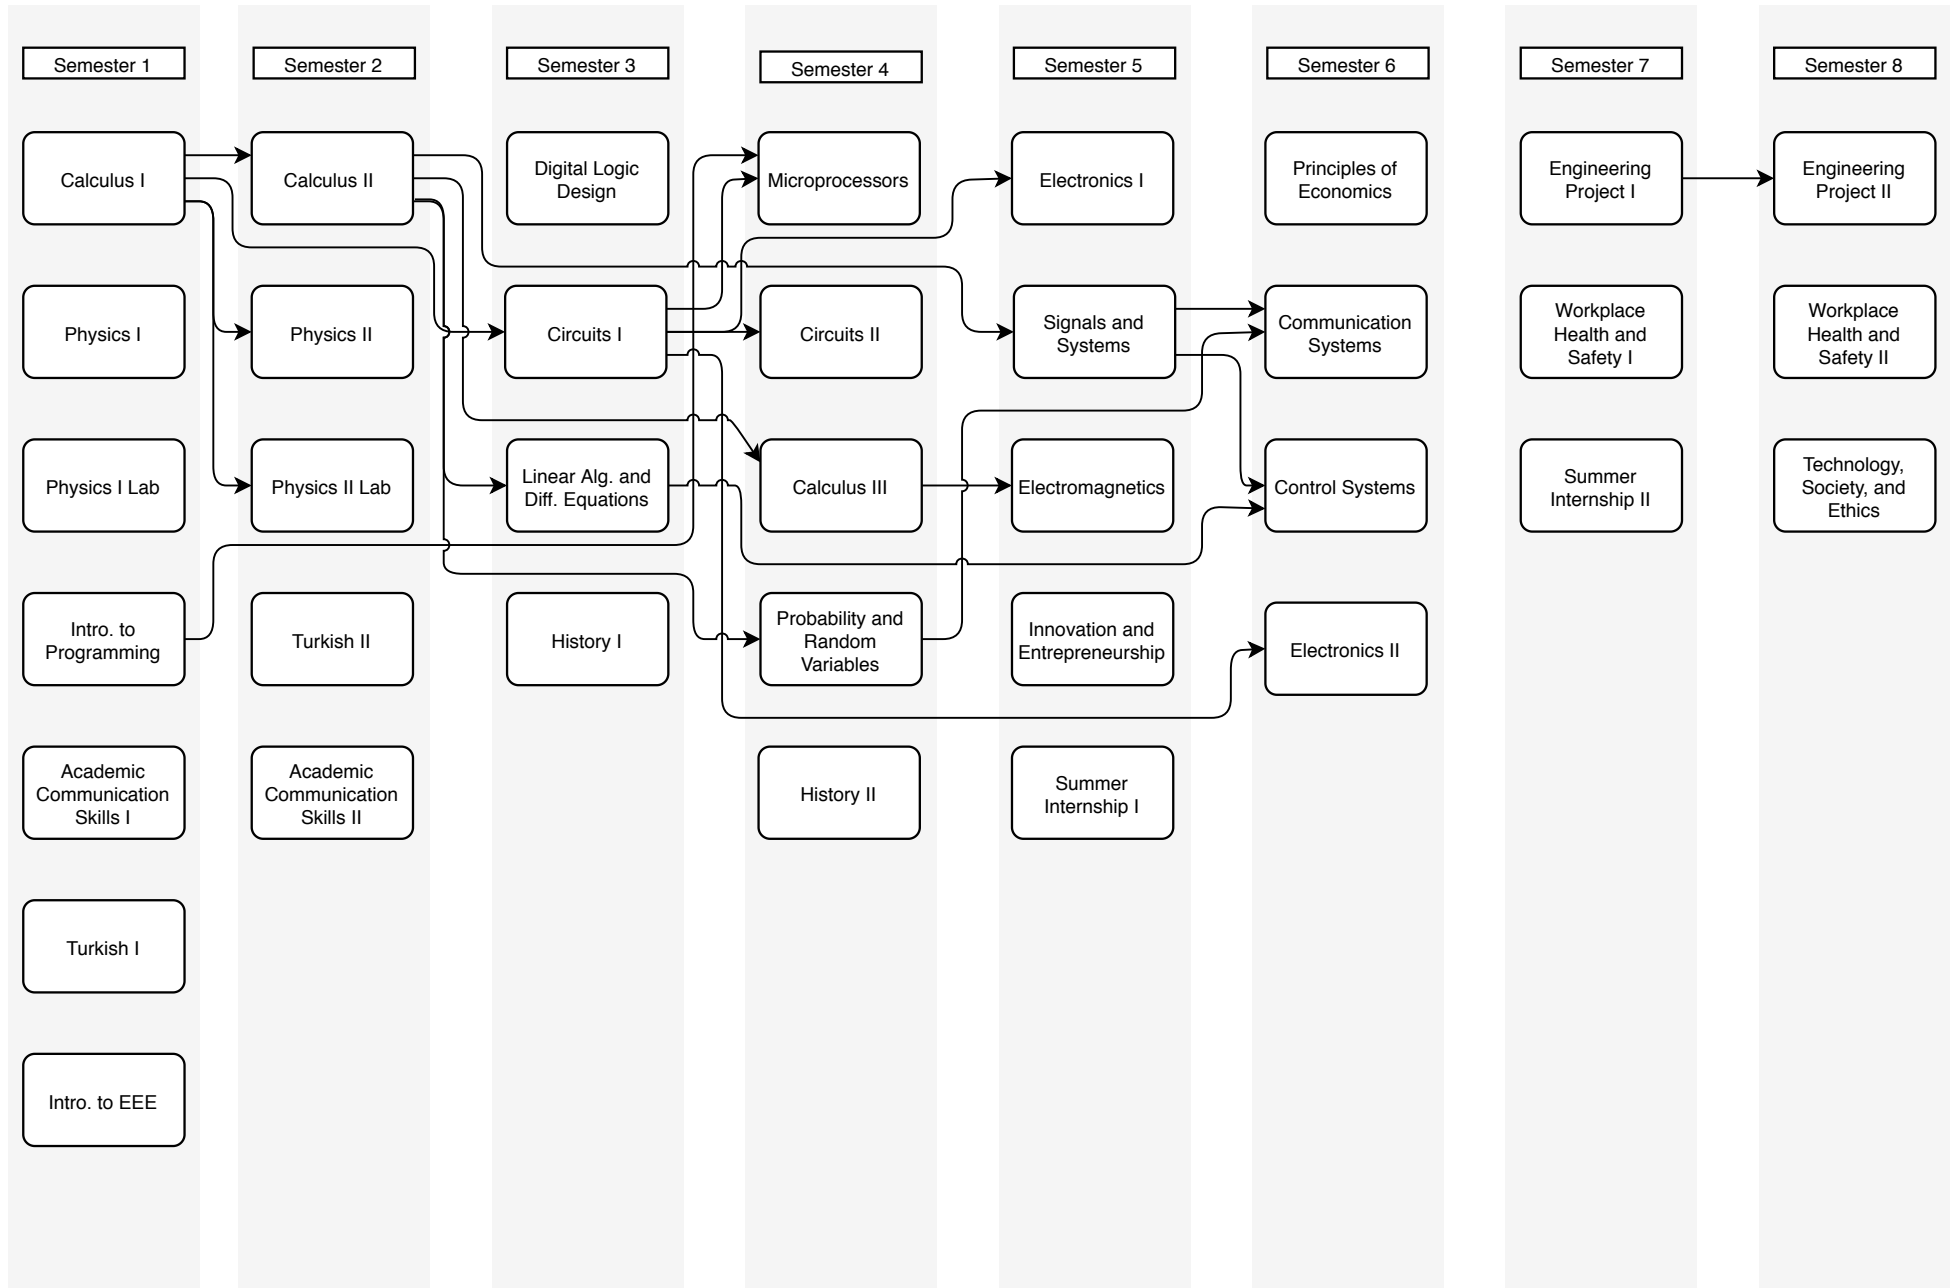 Semester 1
Semester 2
Semester 3
Semester 4
Semester 5
Semester 6
Semester 7
Semester 8
Calculus I
Calculus II
Digital Logic
Design
Microprocessors
Electronics I
Principles of
Economics
Engineering
Project I
Engineering
Project II
Physics I
Physics II
Circuits I
Circuits II
Signals and
Systems
Communication
Systems
Workplace
Health and
Safety I
Workplace
Health and
Safety II
Physics I Lab
Physics II Lab
Linear Alg. and
Diff. Equations
Calculus III
Electromagnetics
Control Systems
Summer
Internship II
Technology,
Society, and
Ethics
Intro. to
Programming
Turkish II
History I
Probability and
Random
Variables
Innovation and
Entrepreneurship
Electronics II
Academic
Communication
Skills I
Academic
Communication
Skills II
History II
Summer
Internship I
Turkish I
Intro. to EEE